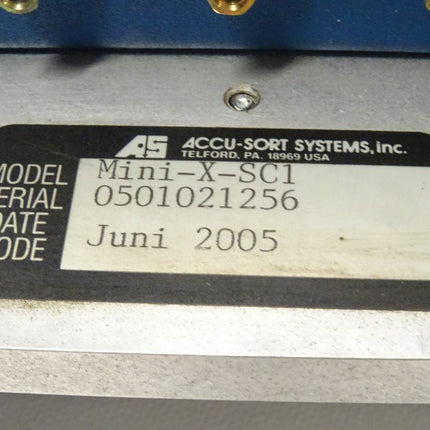 AS ACCU-SORT SYSTEMS, inc.
TELFORD, PA. 18969 USA
MODEL Mini-X-SC1
ERIAL 0501021256
DATE Juni 2005
ODE